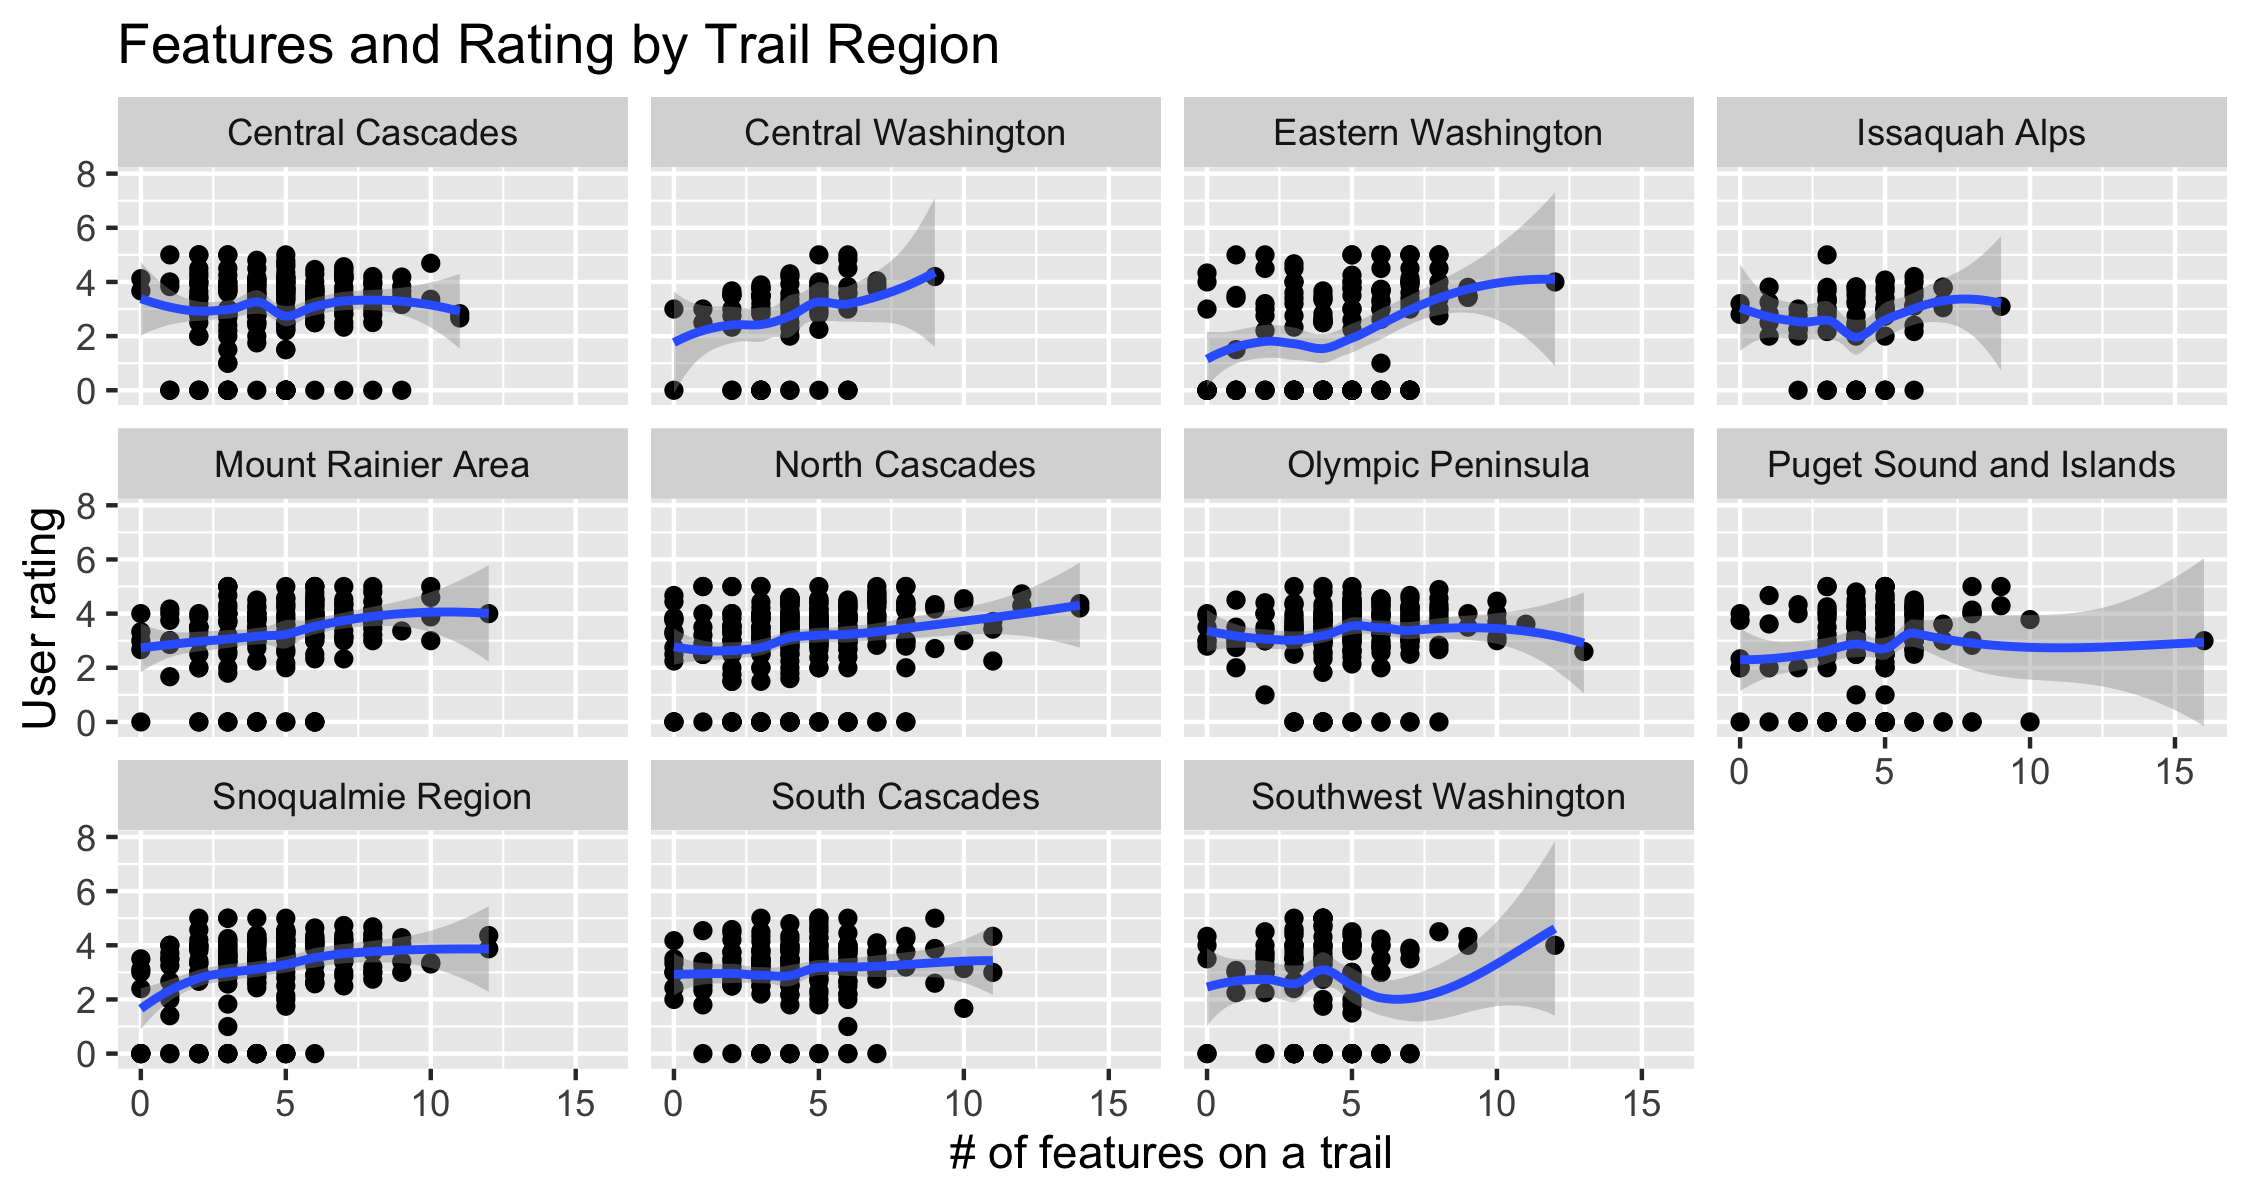 Features and Rating by Trail Region
Central Cascades
Central Washington
Eastern Washington
Issaquah Alps
8
6
4
2
0
Mount Rainier Area
North Cascades
Olympic Peninsula
Puget Sound and Islands
8
6
4
2
0
0 5 10 15
Snoqualmie Region
South Cascades
Southwest Washington
8
6
4
2
0
0 5 10 15
0 5 10 15
0 5 10 15
User rating
# of features on a trail